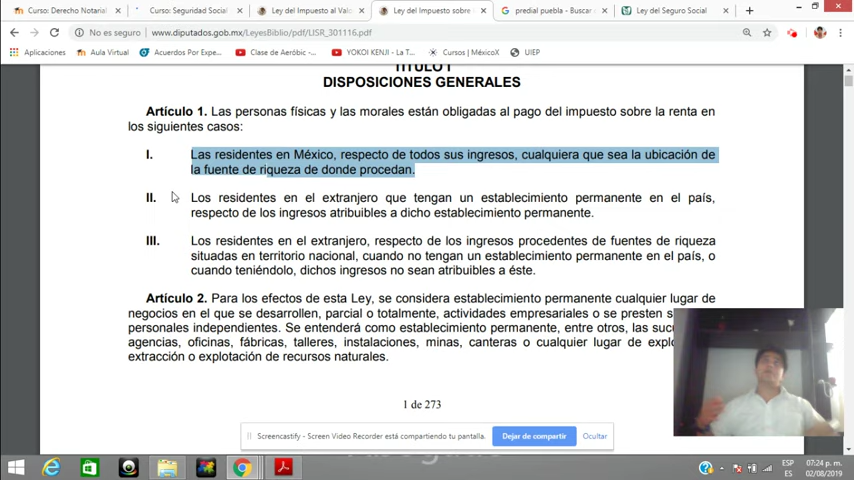 Curso: Derecho Notarial
Curso: Seguridad Social
Ley del Impuesto al Valo
Ley del Impuesto sobre
predial puebla - Buscar
Ley del Seguro Social
No es seguro
www.diputados.gob.mx/LeyesBiblio/pdf/LISR_301116.pdf
Aplicaciones
Aula Virtual
Acuerdos Por Expe...
Clase de Aeróbic -...
YOKOI KENJI - La T...
Cursos | MéxicoX
UIEP
TÍTULO I
DISPOSICIONES GENERALES
Artículo 1. Las personas físicas y las morales están obligadas al pago del impuesto sobre la renta en
los siguientes casos:
I. Las residentes en México, respecto de todos sus ingresos, cualquiera que sea la ubicación de
la fuente de riqueza de donde procedan.
II. Los residentes en el extranjero que tengan un establecimiento permanente en el país,
respecto de los ingresos atribuibles a dicho establecimiento permanente.
III. Los residentes en el extranjero, respecto de los ingresos procedentes de fuentes de riqueza
situadas en territorio nacional, cuando no tengan un establecimiento permanente en el país, o
cuando teniéndolo, dichos ingresos no sean atribuibles a éste.
Artículo 2. Para los efectos de esta Ley, se considera establecimiento permanente cualquier lugar de
negocios en el que se desarrollen, parcial o totalmente, actividades empresariales o se presten s
personales independientes. Se entenderá como establecimiento permanente, entre otros, las suc
agencias, oficinas, fábricas, talleres, instalaciones, minas, canteras o cualquier lugar de explo
extracción o explotación de recursos naturales.
1 de 273
Screencastify - Screen Video Recorder está compartiendo tu pantalla.
Dejar de compartir
Ocultar
ESP
ES
07:24 p. m.
02/08/2019